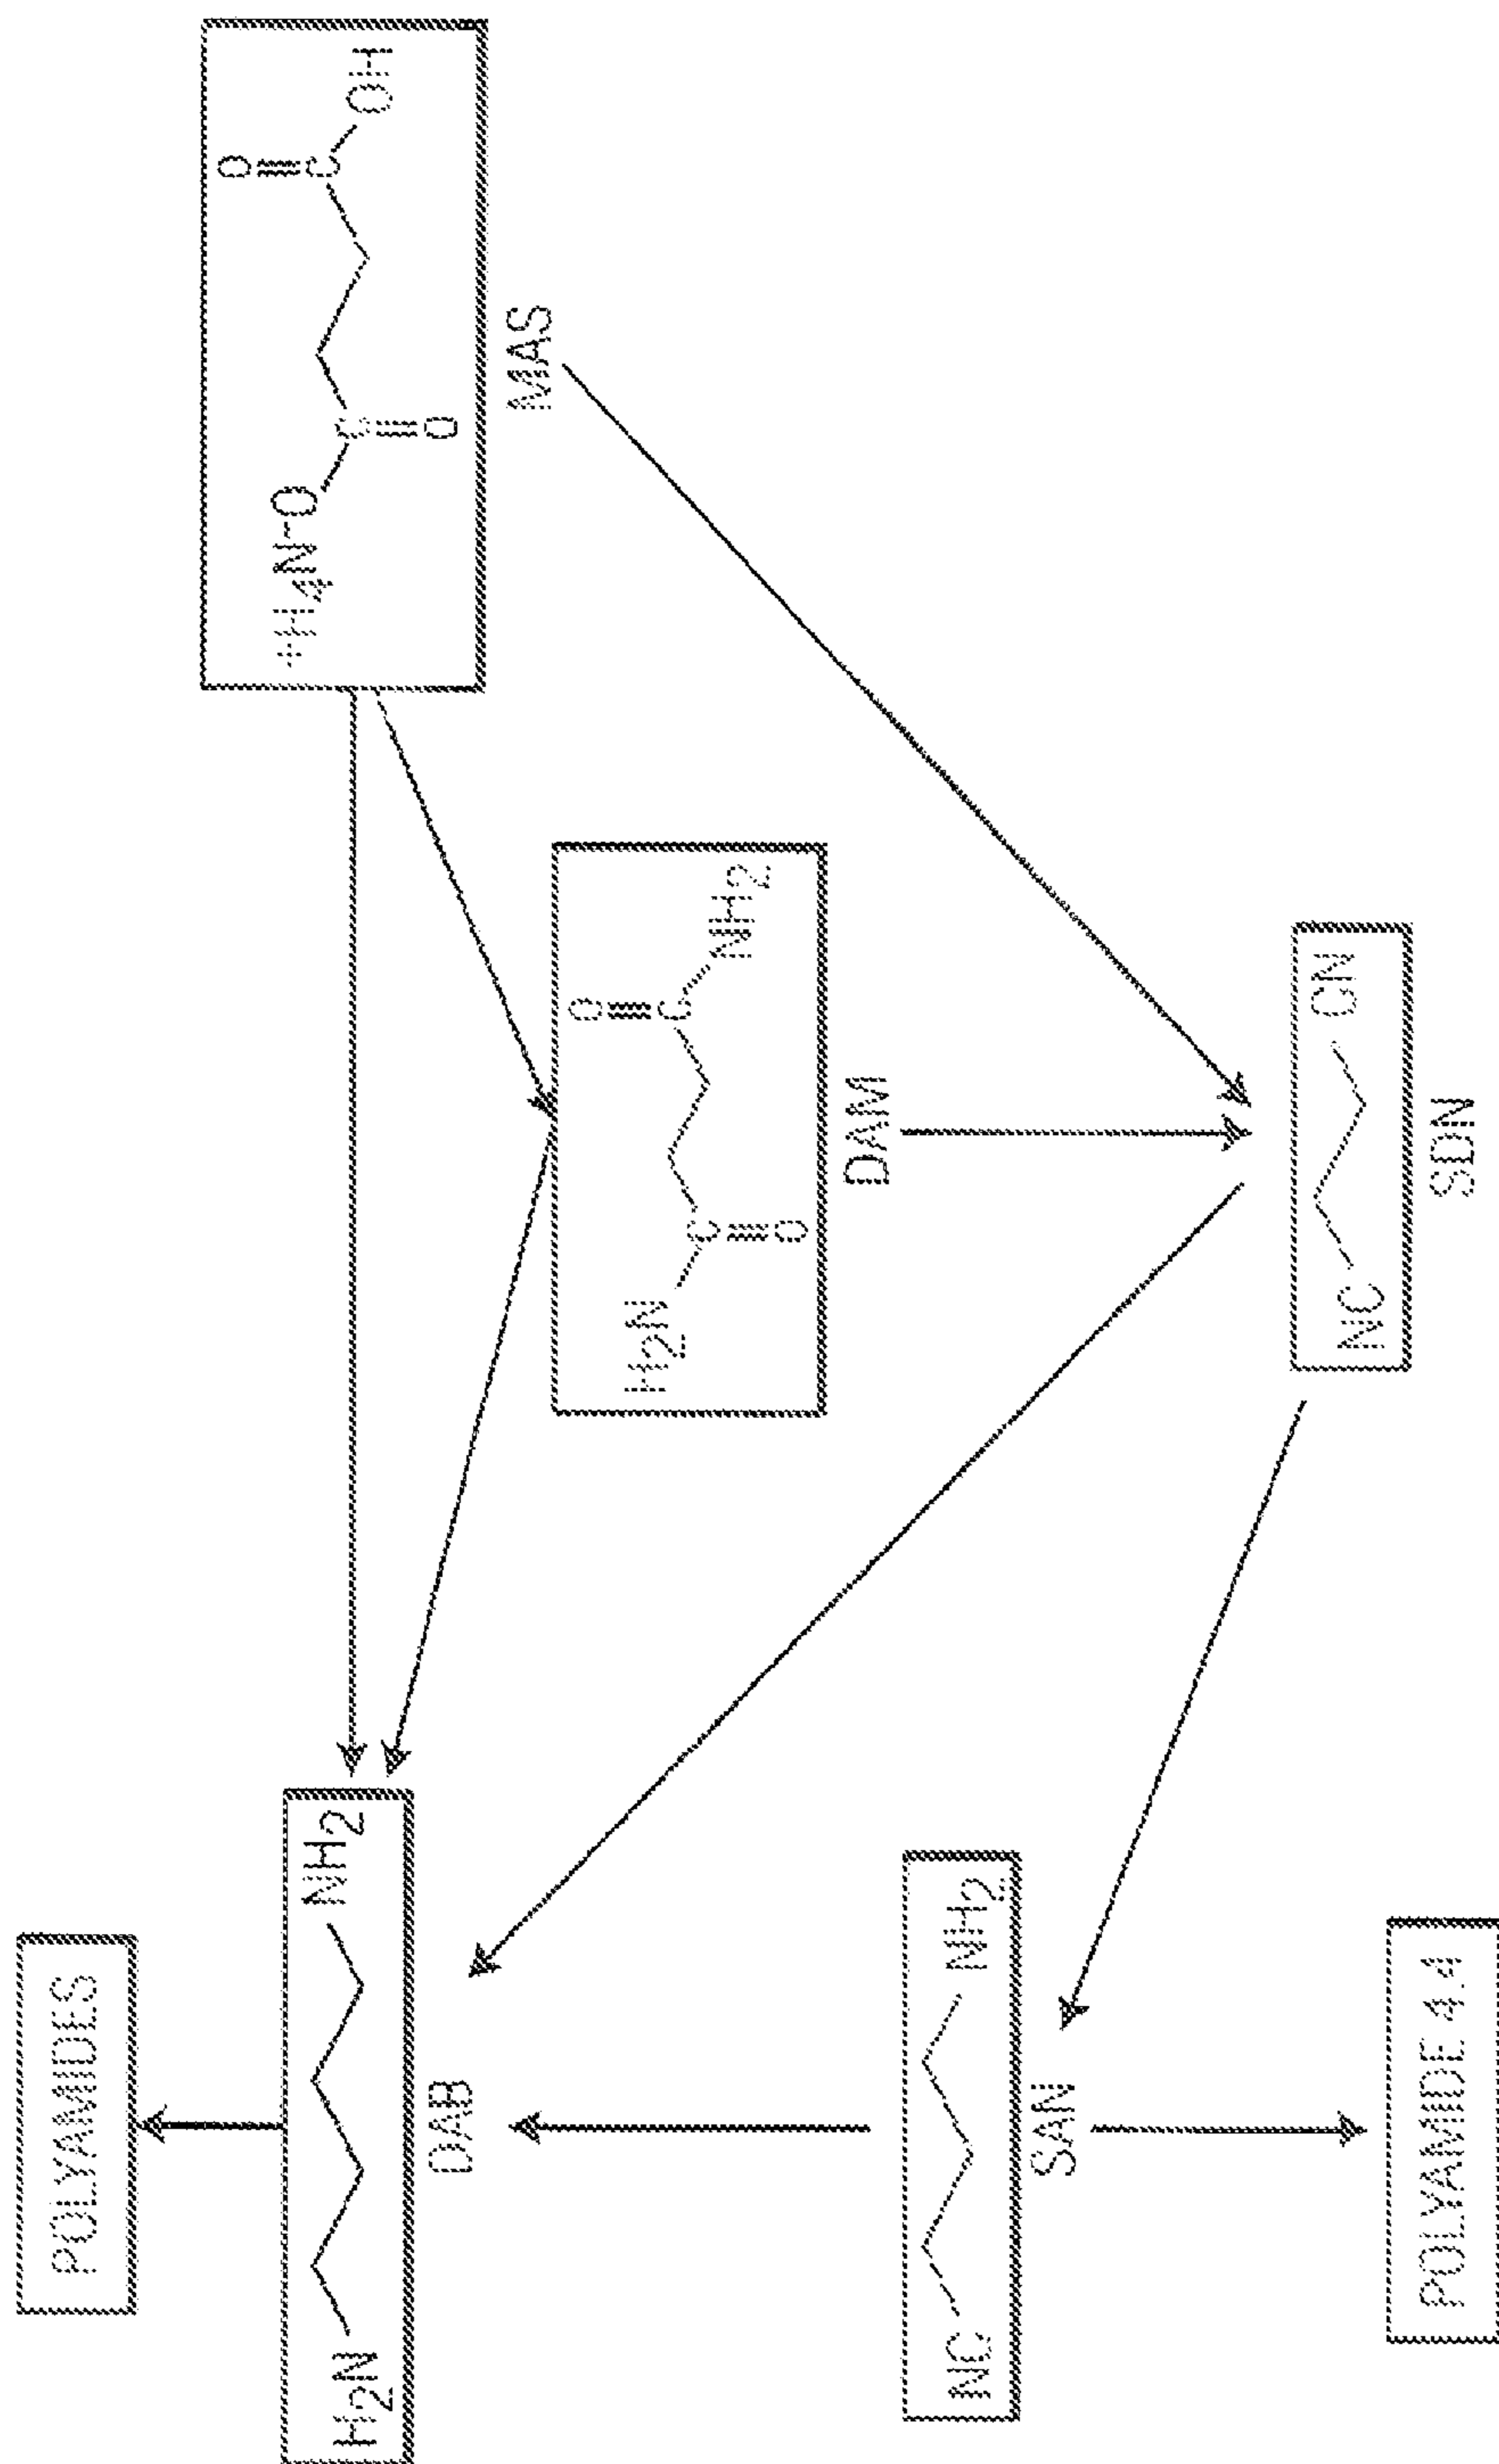 POLYAMIDES
H2N NH2
DAB
O
+H4N-O C C OH
O
MAS
O
H2N C C NH2
O
DAM
NC NH2
SAN
NC CN
SDN
POLYAMIDE 4.4